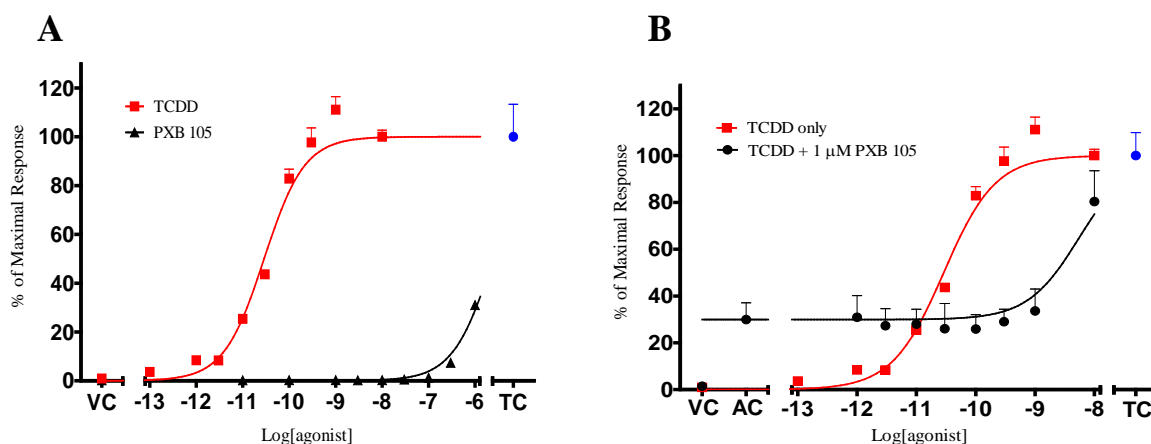 A
% of Maximal Response
120
100
80
60
40
20
0
TCDD
PXB 105
VC -13 -12 -11 -10 -9 -8 -7 -6 TC
Log[agonist]
B
% of Maximal Response
120
100
80
60
40
20
0
TCDD only
TCDD + 1 µM PXB 105
VC AC -13 -12 -11 -10 -9 -8 TC
Log[agonist]